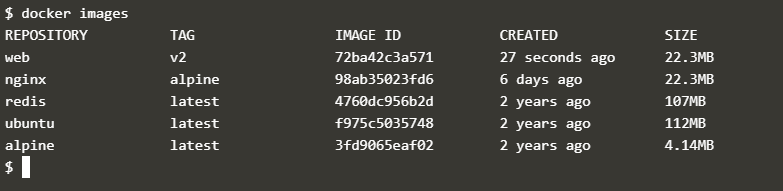 $ docker images
REPOSITORY TAG IMAGE ID CREATED SIZE
web v2 72ba42c3a571 27 seconds ago 22.3MB
nginx alpine 98ab35023fd6 6 days ago 22.3MB
redis latest 4760dc956b2d 2 years ago 107MB
ubuntu latest f975c5035748 2 years ago 112MB
alpine latest 3fd9065eaf02 2 years ago 4.14MB
$